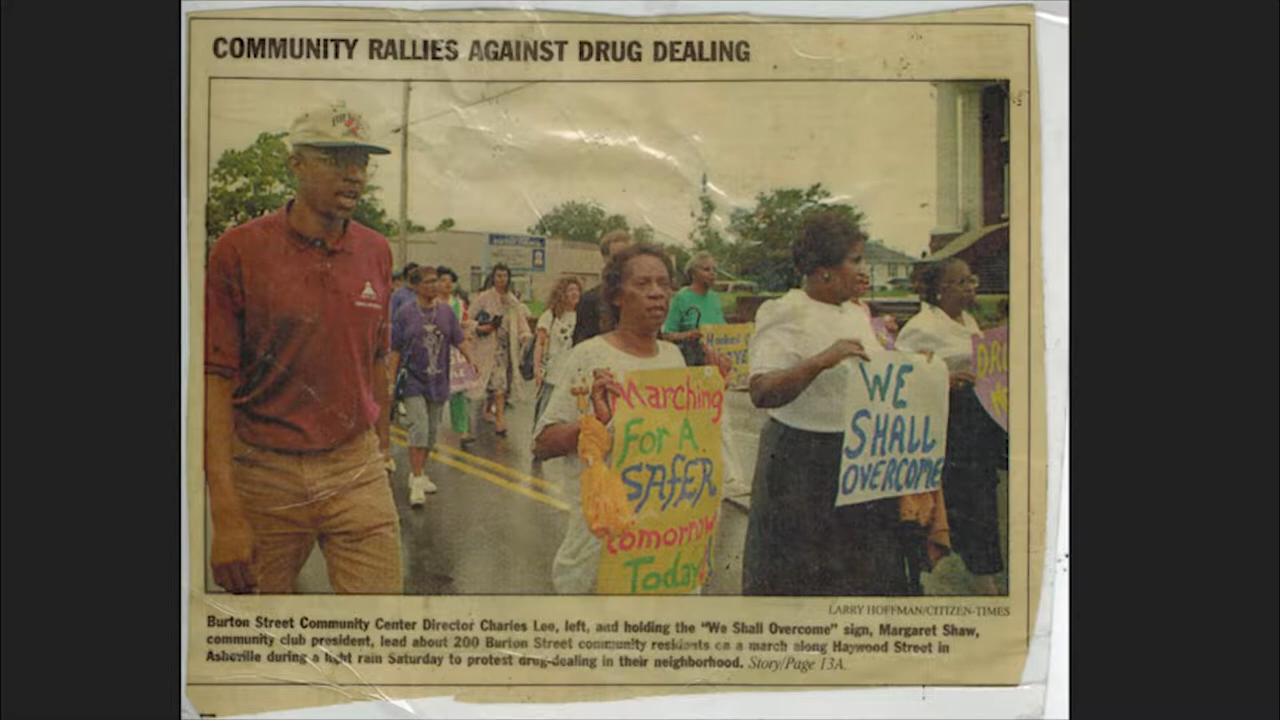 COMMUNITY RALLIES AGAINST DRUG DEALING
Marching
For A
SAFER
Tomorrow
Today!
WE
SHALL
OVERCOME
DRU
LARRY HOFFMAN/CITIZEN-TIMES
Burton Street Community Center Director Charles Lee, left, and holding the "We Shall Overcome" sign, Margaret Shaw,
community club president, lead about 200 Burton Street community residents on a march along Haywood Street in
Asheville during a light rain Saturday to protest drug-dealing in their neighborhood. Story/Page 13A.